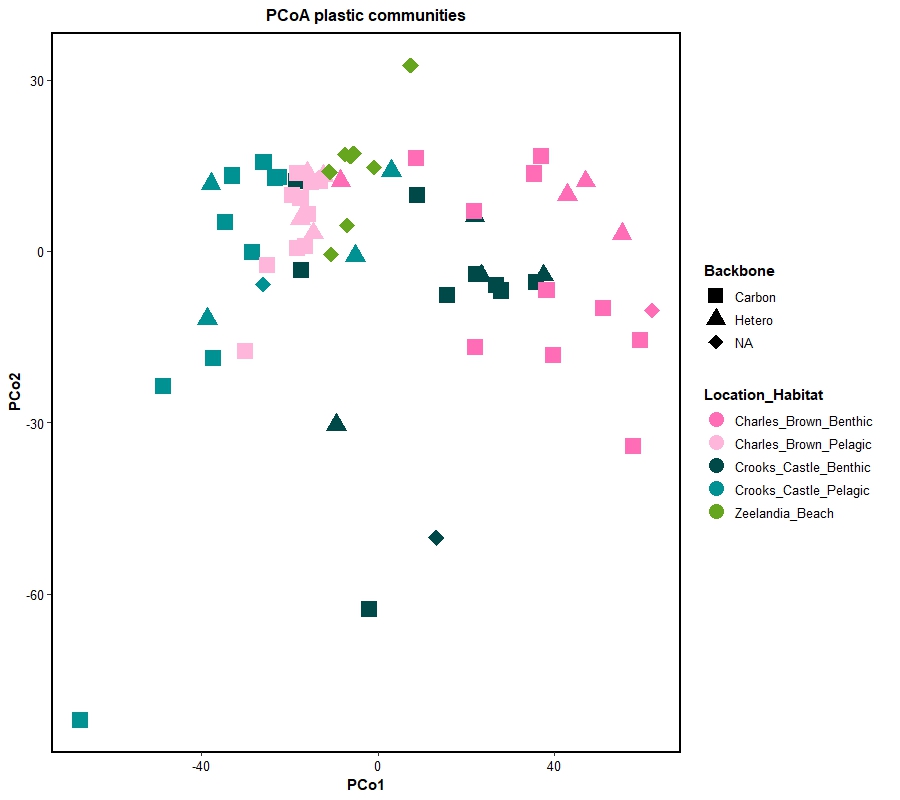 PCoA plastic communities
30
0
-30
-60
PCo2
-40
0
40
PCo1
Backbone
Carbon
Hetero
NA
Location_Habitat
Charles_Brown_Benthic
Charles_Brown_Pelagic
Crooks_Castle_Benthic
Crooks_Castle_Pelagic
Zeelandia_Beach